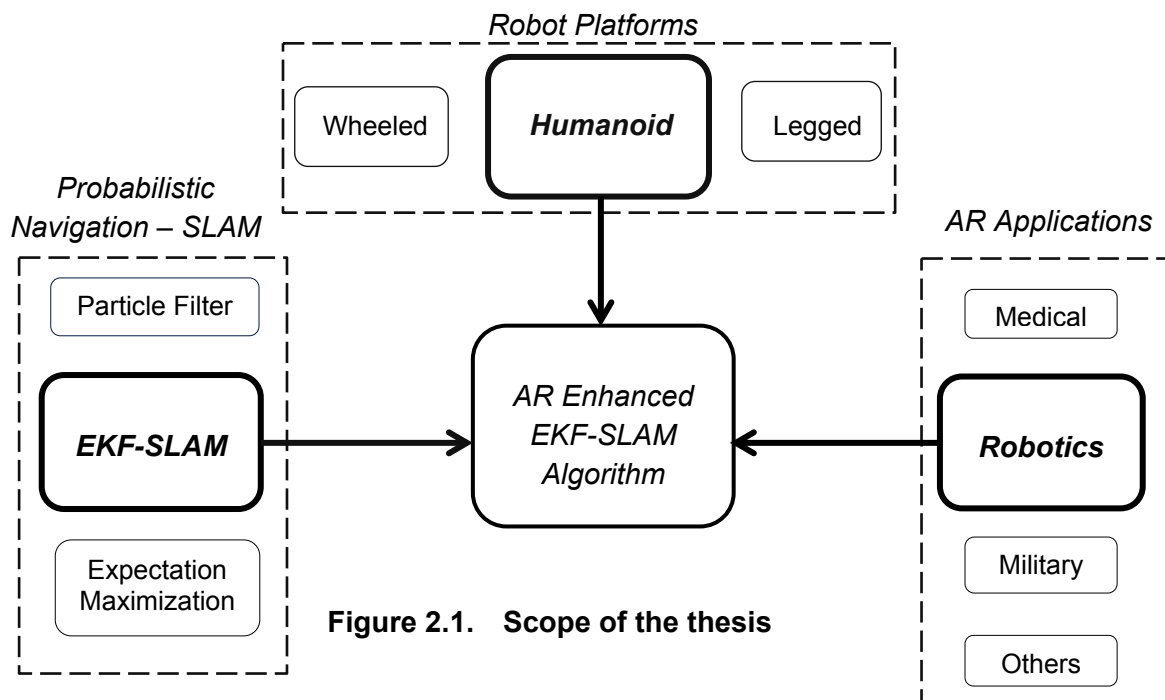 Robot Platforms
Wheeled
Humanoid
Legged
Probabilistic
Navigation – SLAM
Particle Filter
EKF-SLAM
Expectation
Maximization
AR Enhanced
EKF-SLAM
Algorithm
AR Applications
Medical
Robotics
Military
Others
Figure 2.1. Scope of the thesis